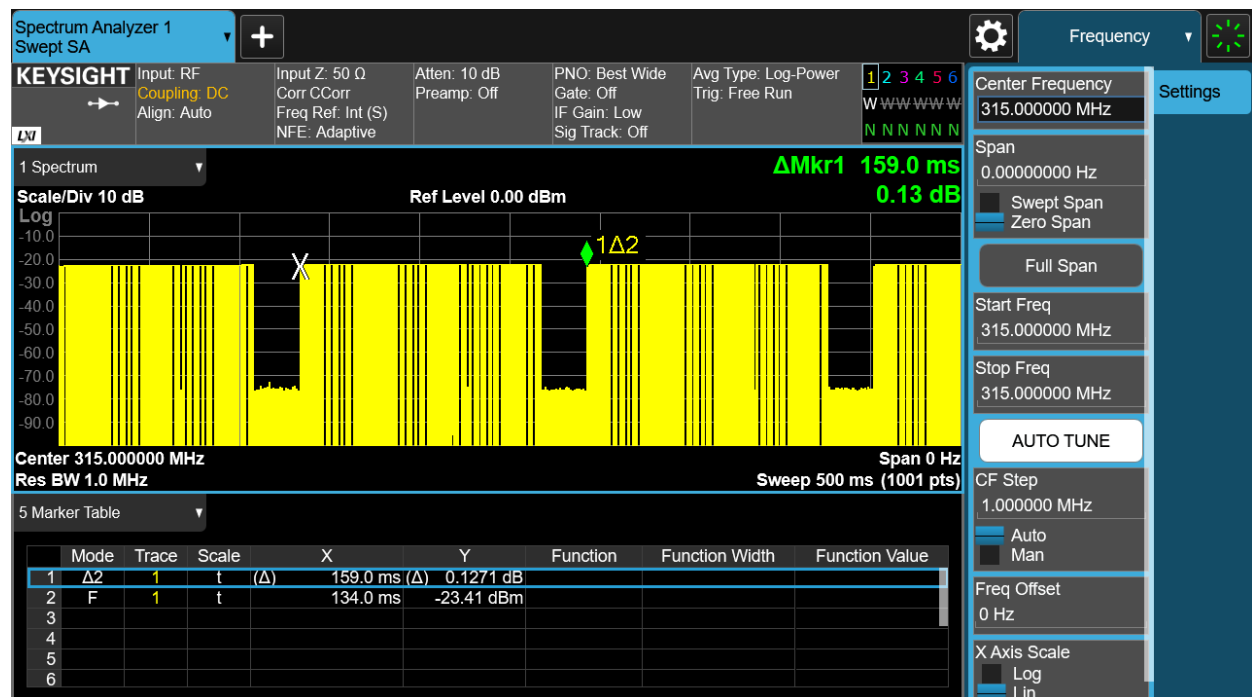 Spectrum Analyzer 1
Swept SA
Frequency
KEYSIGHT
LXI
Input: RF
Coupling: DC
Align: Auto
Input Z: 50 Ω
Corr CCorr
Freq Ref: Int (S)
NFE: Adaptive
Atten: 10 dB
Preamp: Off
PNO: Best Wide
Gate: Off
IF Gain: Low
Sig Track: Off
Avg Type: Log-Power
Trig: Free Run
1 2 3 4 5 6
W W W W W W
N N N N N N
1 Spectrum
ΔMkr1 159.0 ms
0.13 dB
Scale/Div 10 dB
Ref Level 0.00 dBm
Log
-10.0
-20.0
-30.0
-40.0
-50.0
-60.0
-70.0
-80.0
-90.0
X
1Δ2
Center 315.000000 MHz
Span 0 Hz
Res BW 1.0 MHz
Sweep 500 ms (1001 pts)
5 Marker Table
Mode Trace Scale X Y Function Function Width Function Value
1 Δ2 1 t (Δ) 159.0 ms (Δ) 0.1271 dB
2 F 1 t 134.0 ms -23.41 dBm
3
4
5
6
Center Frequency
315.000000 MHz
Span
0.00000000 Hz
Swept Span
Zero Span
Full Span
Start Freq
315.000000 MHz
Stop Freq
315.000000 MHz
AUTO TUNE
CF Step
1.000000 MHz
Auto
Man
Freq Offset
0 Hz
X Axis Scale
Log
Lin
Settings